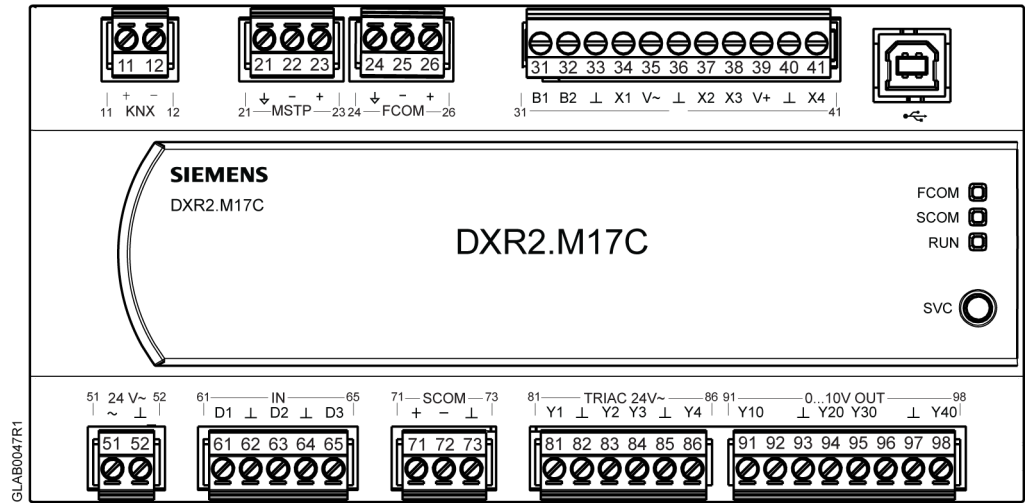 11 12
21 22 23
24 25 26
31 32 33 34 35 36 37 38 39 40 41
+ −
11 KNX 12
⏚ − +
21 MSTP 23
⏚ − +
24 FCOM 26
B1 B2 ⊥ X1 V~ ⊥ X2 X3 V+ ⊥ X4
31 41
SIEMENS
DXR2.M17C
DXR2.M17C
FCOM
SCOM
RUN
SVC
51 24 V~ 52
~ ⊥
61 IN 65
D1 ⊥ D2 ⊥ D3
71 SCOM 73
+ − ⊥
81 TRIAC 24V~ 86
Y1 ⊥ Y2 Y3 ⊥ Y4
91 0...10V OUT 98
Y10 ⊥ Y20 Y30 ⊥ Y40
51 52
61 62 63 64 65
71 72 73
81 82 83 84 85 86
91 92 93 94 95 96 97 98
GLAB0047R1